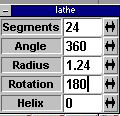 lathe
Segments 24
Angle 360
Radius 1.24
Rotation 180
Helix 0